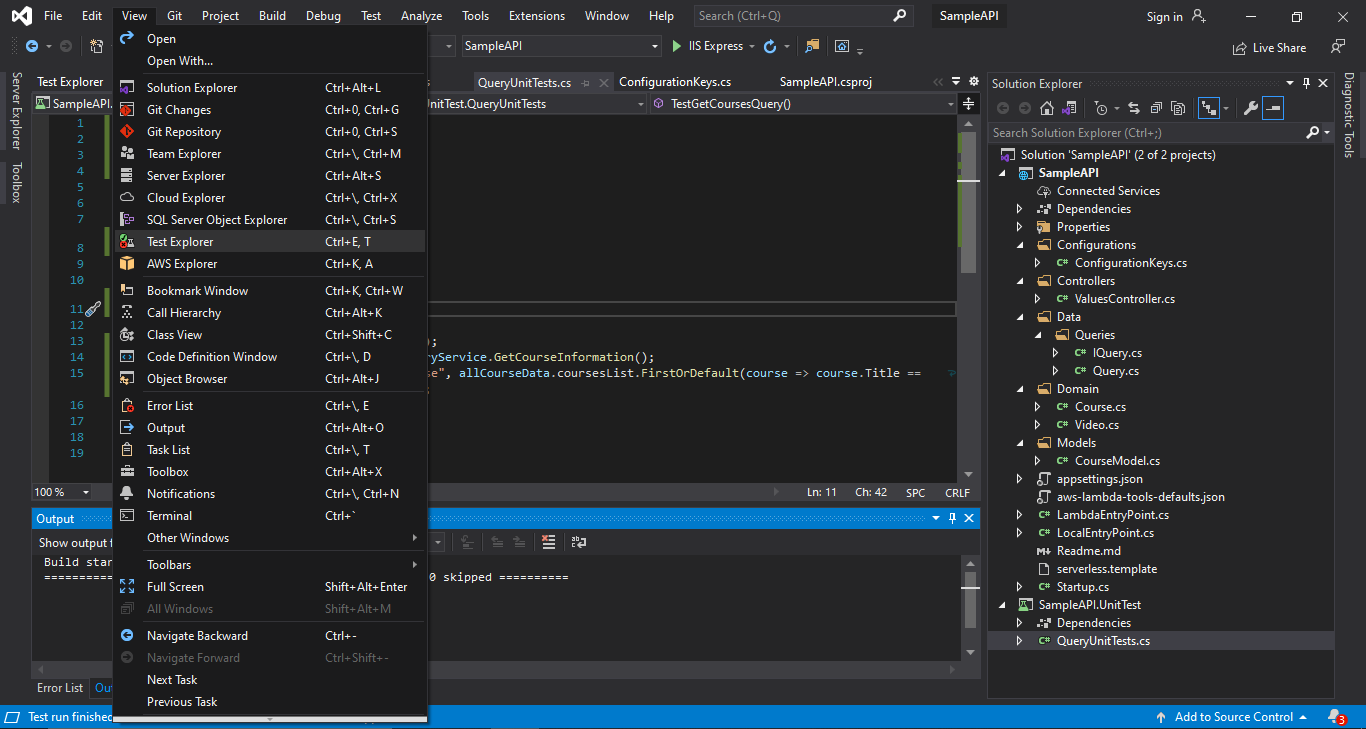 File Edit View Git Project Build Debug Test Analyze Tools Extensions Window Help Search (Ctrl+Q) SampleAPI Sign in
SampleAPI IIS Express Live Share
Server Explorer
Toolbox
Test Explorer QueryUnitTests.cs ConfigurationKeys.cs SampleAPI.csproj
SampleAPI. UnitTest.QueryUnitTests TestGetCoursesQuery()
1
2
3
4
5
6
7
8
9
10
11
12
13 );
14 ryService.GetCourseInformation();
15 se", allCourseData.coursesList.FirstOrDefault(course => course.Title ==
16
17
18
19
100 % Ln: 11 Ch: 42 SPC CRLF
Open
Open With...
Solution Explorer Ctrl+Alt+L
Git Changes Ctrl+0, Ctrl+G
Git Repository Ctrl+0, Ctrl+S
Team Explorer Ctrl+\, Ctrl+M
Server Explorer Ctrl+Alt+S
Cloud Explorer Ctrl+\, Ctrl+X
SQL Server Object Explorer Ctrl+\, Ctrl+S
Test Explorer Ctrl+E, T
AWS Explorer Ctrl+K, A
Bookmark Window Ctrl+K, Ctrl+W
Call Hierarchy Ctrl+Alt+K
Class View Ctrl+Shift+C
Code Definition Window Ctrl+\, D
Object Browser Ctrl+Alt+J
Error List Ctrl+\, E
Output Ctrl+Alt+O
Task List Ctrl+\, T
Toolbox Ctrl+Alt+X
Notifications Ctrl+\, Ctrl+N
Terminal Ctrl+`
Other Windows
Toolbars
Full Screen Shift+Alt+Enter
All Windows Shift+Alt+M
Navigate Backward Ctrl+-
Navigate Forward Ctrl+Shift+-
Next Task
Previous Task
Output
Show output f
Build star
========== 0 skipped ==========
Error List Ou
Solution Explorer
Search Solution Explorer (Ctrl+;)
Solution 'SampleAPI' (2 of 2 projects)
SampleAPI
Connected Services
Dependencies
Properties
Configurations
C# ConfigurationKeys.cs
Controllers
C# ValuesController.cs
Data
Queries
C# IQuery.cs
C# Query.cs
Domain
C# Course.cs
C# Video.cs
Models
C# CourseModel.cs
appsettings.json
aws-lambda-tools-defaults.json
C# LambdaEntryPoint.cs
C# LocalEntryPoint.cs
Readme.md
serverless.template
C# Startup.cs
SampleAPI.UnitTest
Dependencies
C# QueryUnitTests.cs
Diagnostic Tools
Test run finished Add to Source Control 3